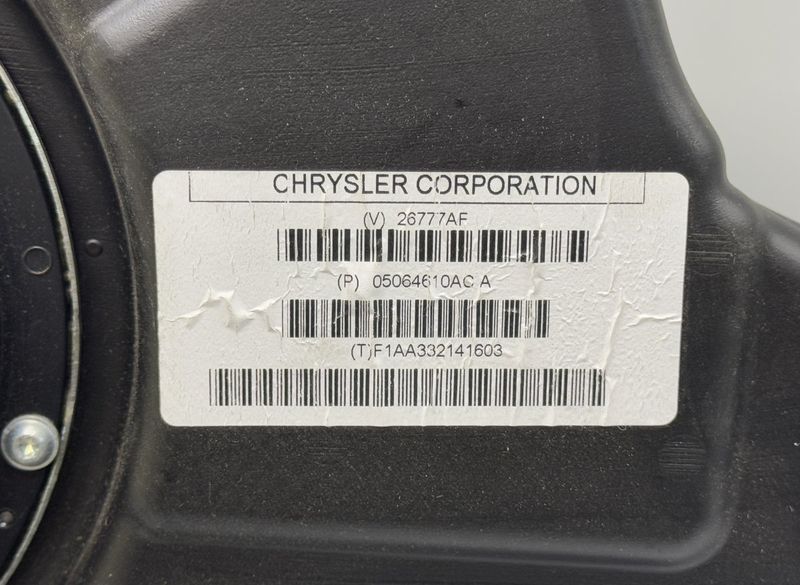 CHRYSLER CORPORATION
(V) 26777AF
(P) 05064610AC A
(T)F1AA332141603